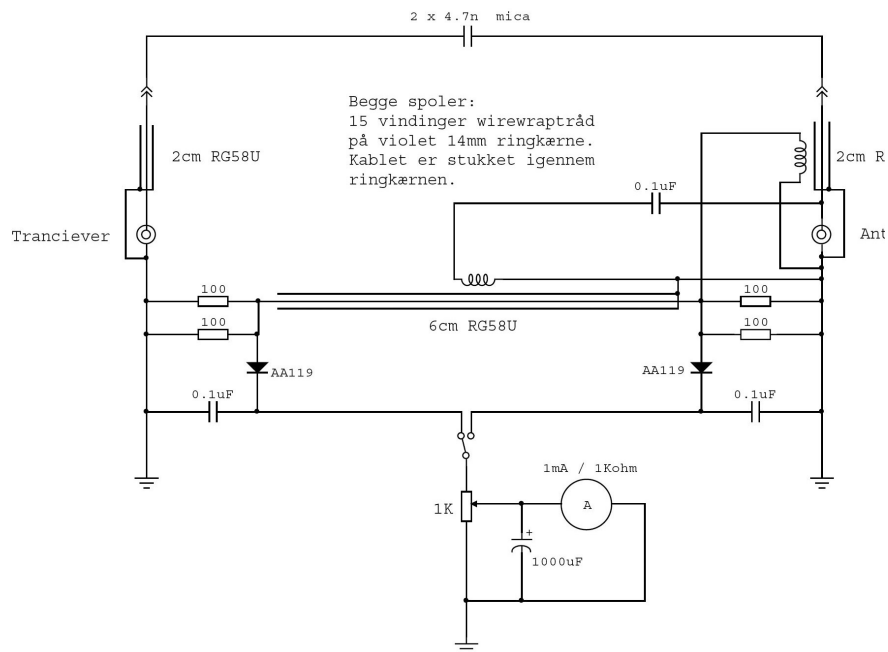 2 x 4.7n mica
Begge spoler:
15 vindinger wirewraptråd
på violet 14mm ringkærne.
Kablet er stukket igennem
ringkærnen.
2cm RG58U
2cm R
0.1uF
Tranciever
Ant
100
100
6cm RG58U
100
100
AA119
AA119
0.1uF
0.1uF
1mA / 1Kohm
1K
A
+
1000uF